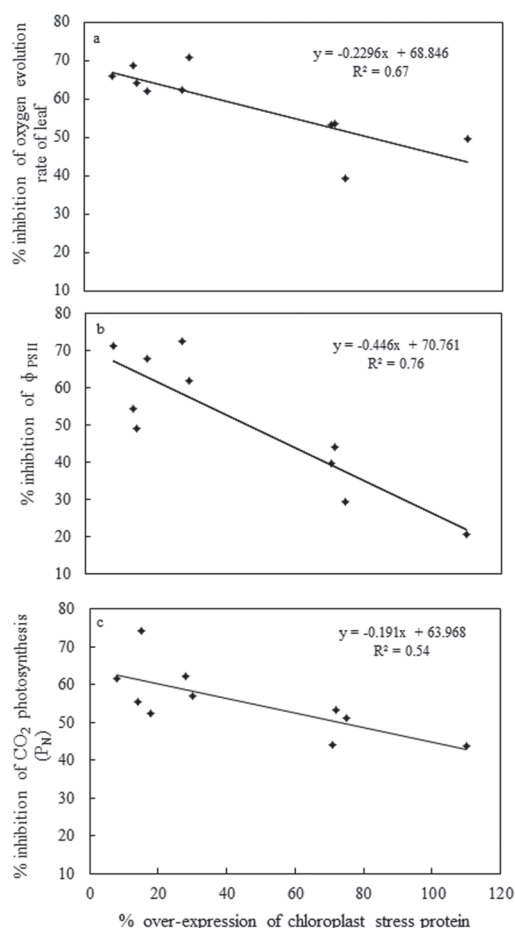 % inhibition of oxygen evolution
rate of leaf
80
70
60
50
40
30
20
10
a
y = -0.2296x + 68.846
R² = 0.67
% inhibition of ϕ PSII
80
70
60
50
40
30
20
10
b
y = -0.446x + 70.761
R² = 0.76
% inhibition of CO2 photosynthesis
(PN)
80
70
60
50
40
30
20
10
c
y = -0.191x + 63.968
R² = 0.54
0 20 40 60 80 100 120
% over-expression of chloroplast stress protein